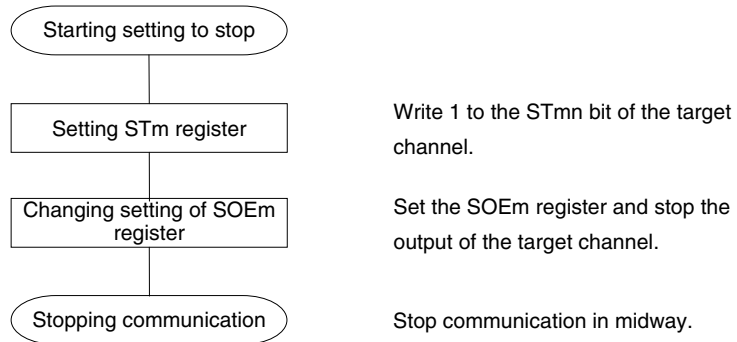 Starting setting to stop
Setting STm register
Write 1 to the STmn bit of the target
channel.
Changing setting of SOEm
register
Set the SOEm register and stop the
output of the target channel.
Stopping communication
Stop communication in midway.